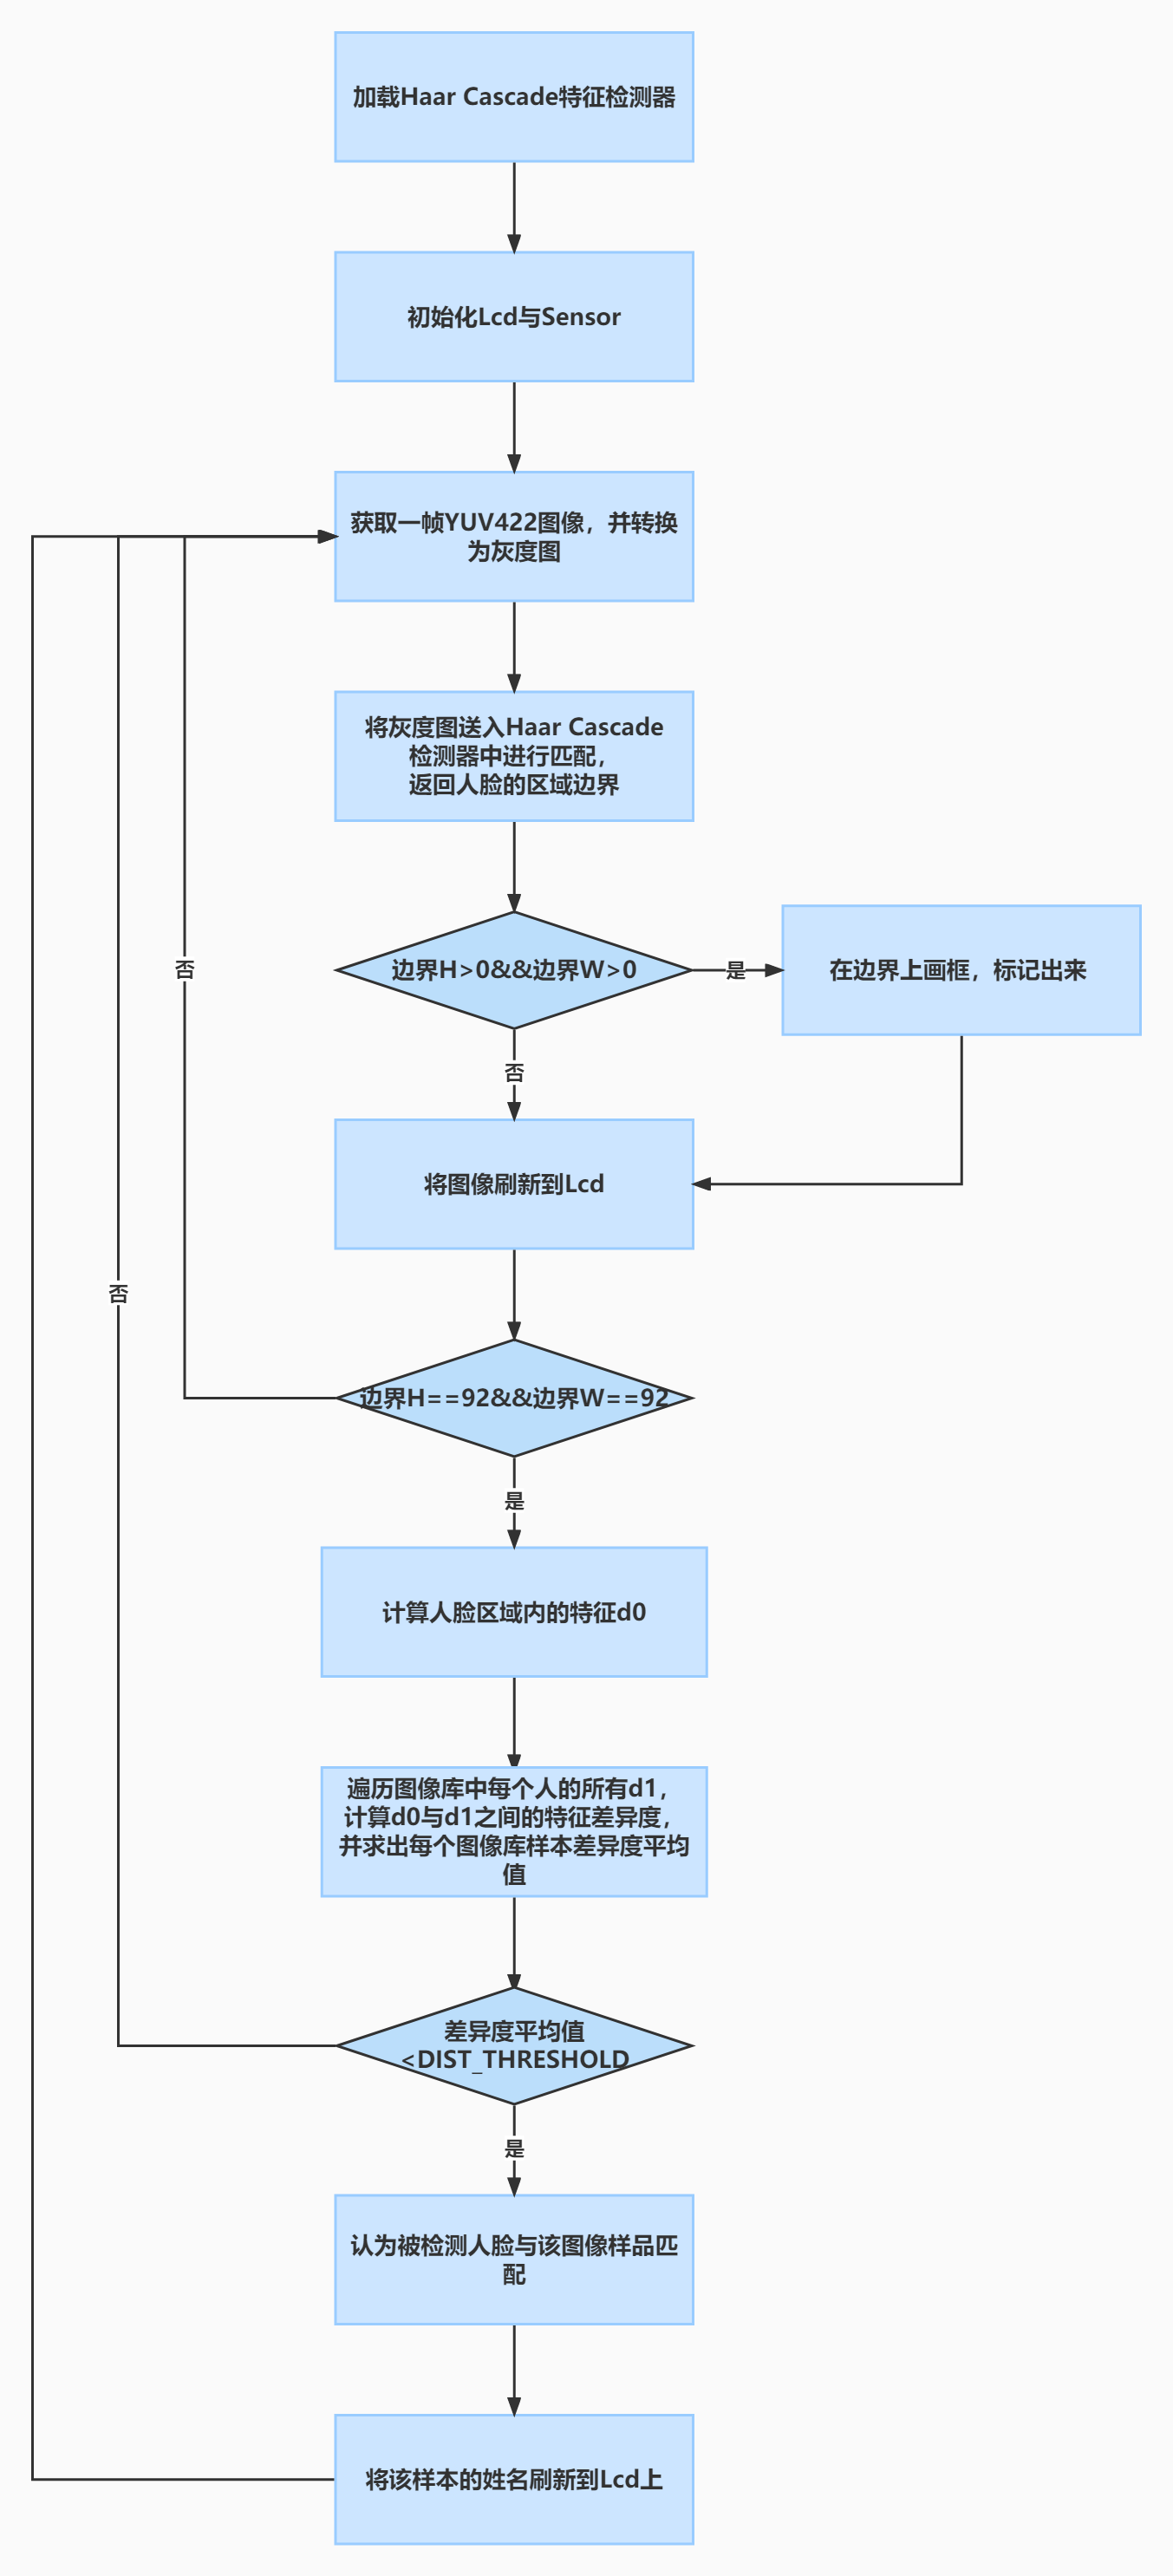 加载Haar Cascade特征检测器
初始化Lcd与Sensor
获取一帧YUV422图像，并转换
为灰度图
将灰度图送入Haar Cascade
检测器中进行匹配，
返回人脸的区域边界
边界H>0&&边界W>0
是
在边界上画框，标记出来
否
否
将图像刷新到Lcd
否
边界H==92&&边界W==92
是
计算人脸区域内的特征d0
遍历图像库中每个人的所有d1，
计算d0与d1之间的特征差异度，
并求出每个图像库样本差异度平均
值
差异度平均值
<DIST_THRESHOLD
是
认为被检测人脸与该图像样品匹
配
将该样本的姓名刷新到Lcd上